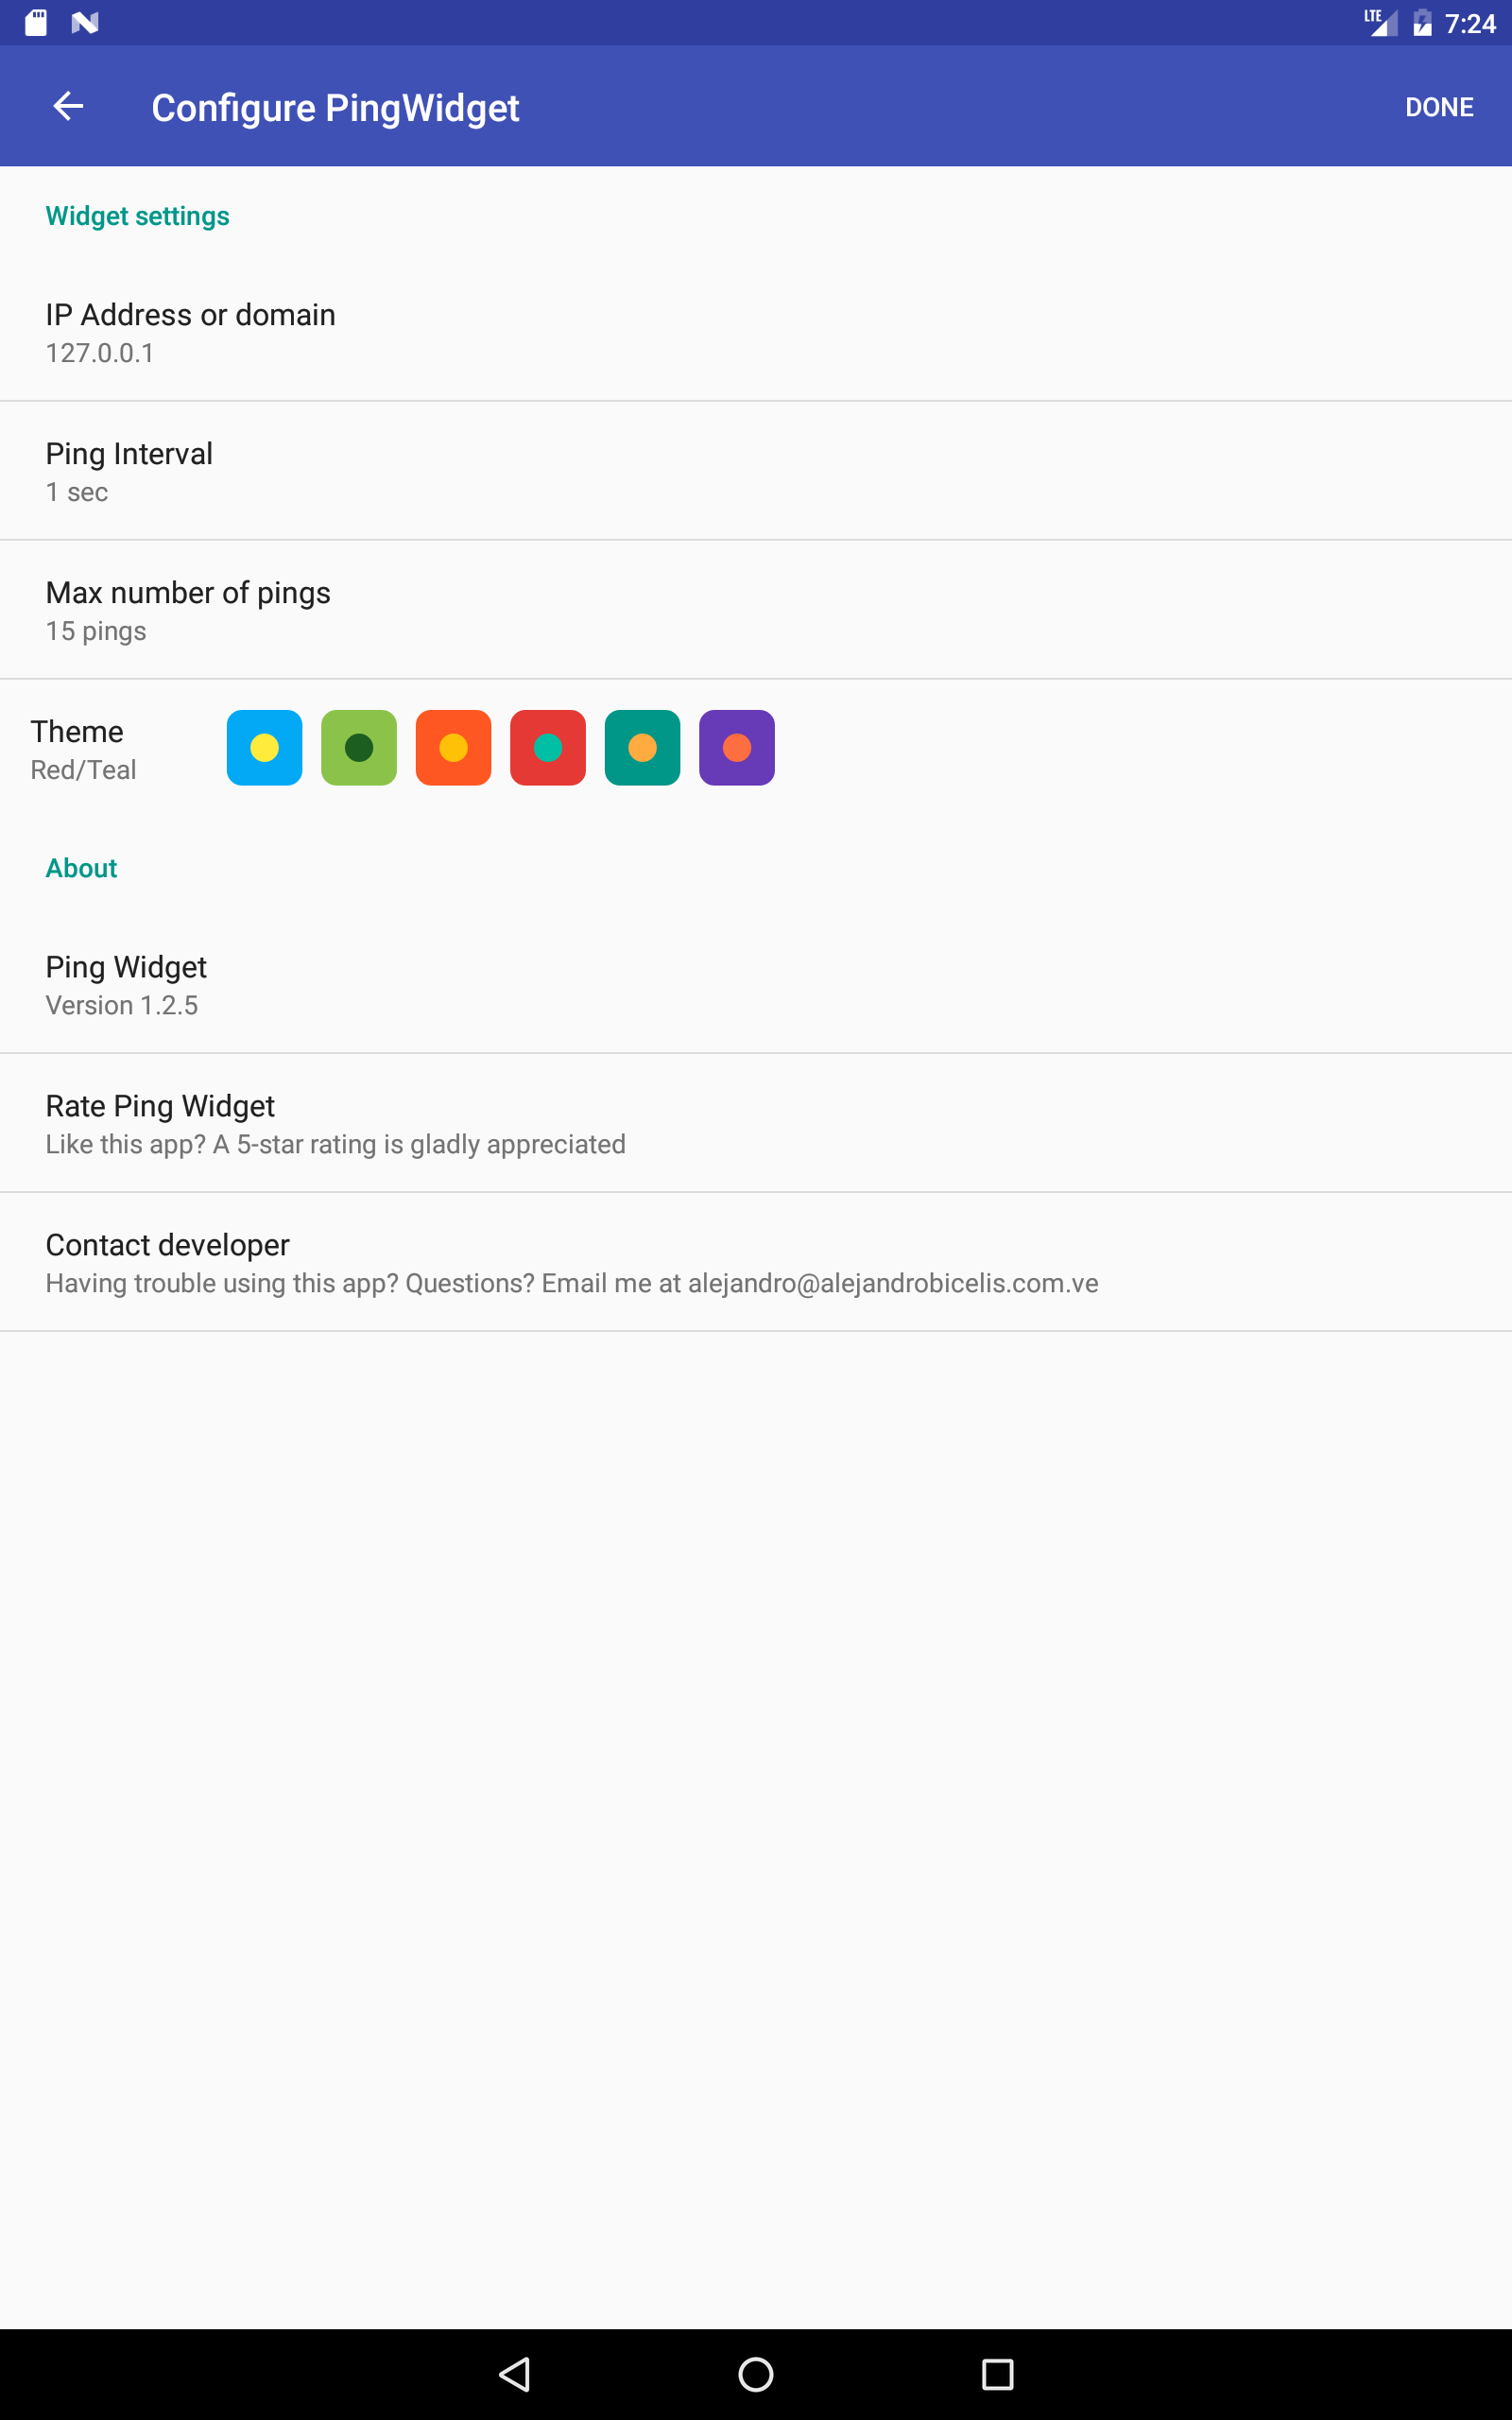 LTE 7:24
Configure PingWidget
DONE
Widget settings
IP Address or domain
127.0.0.1
Ping Interval
1 sec
Max number of pings
15 pings
Theme
Red/Teal
About
Ping Widget
Version 1.2.5
Rate Ping Widget
Like this app? A 5-star rating is gladly appreciated
Contact developer
Having trouble using this app? Questions? Email me at alejandro@alejandrobicelis.com.ve